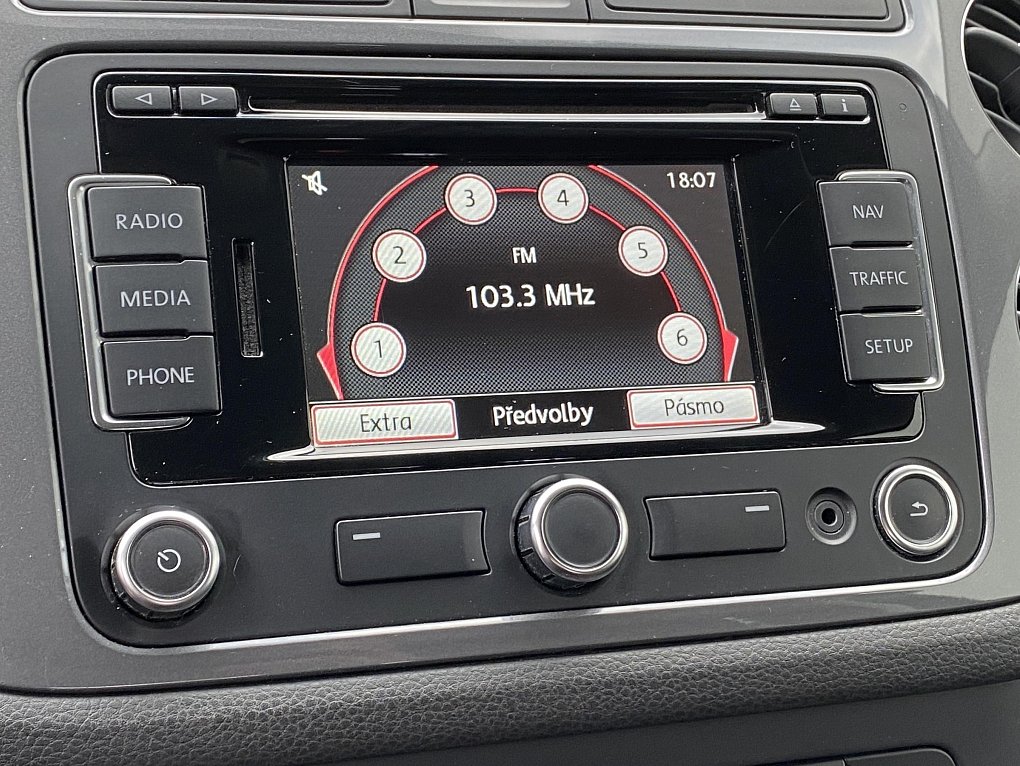 i
RADIO
MEDIA
PHONE
18:07
1
2
3
4
5
6
FM
103.3 MHz
Extra
Předvolby
Pásmo
NAV
TRAFFIC
SETUP